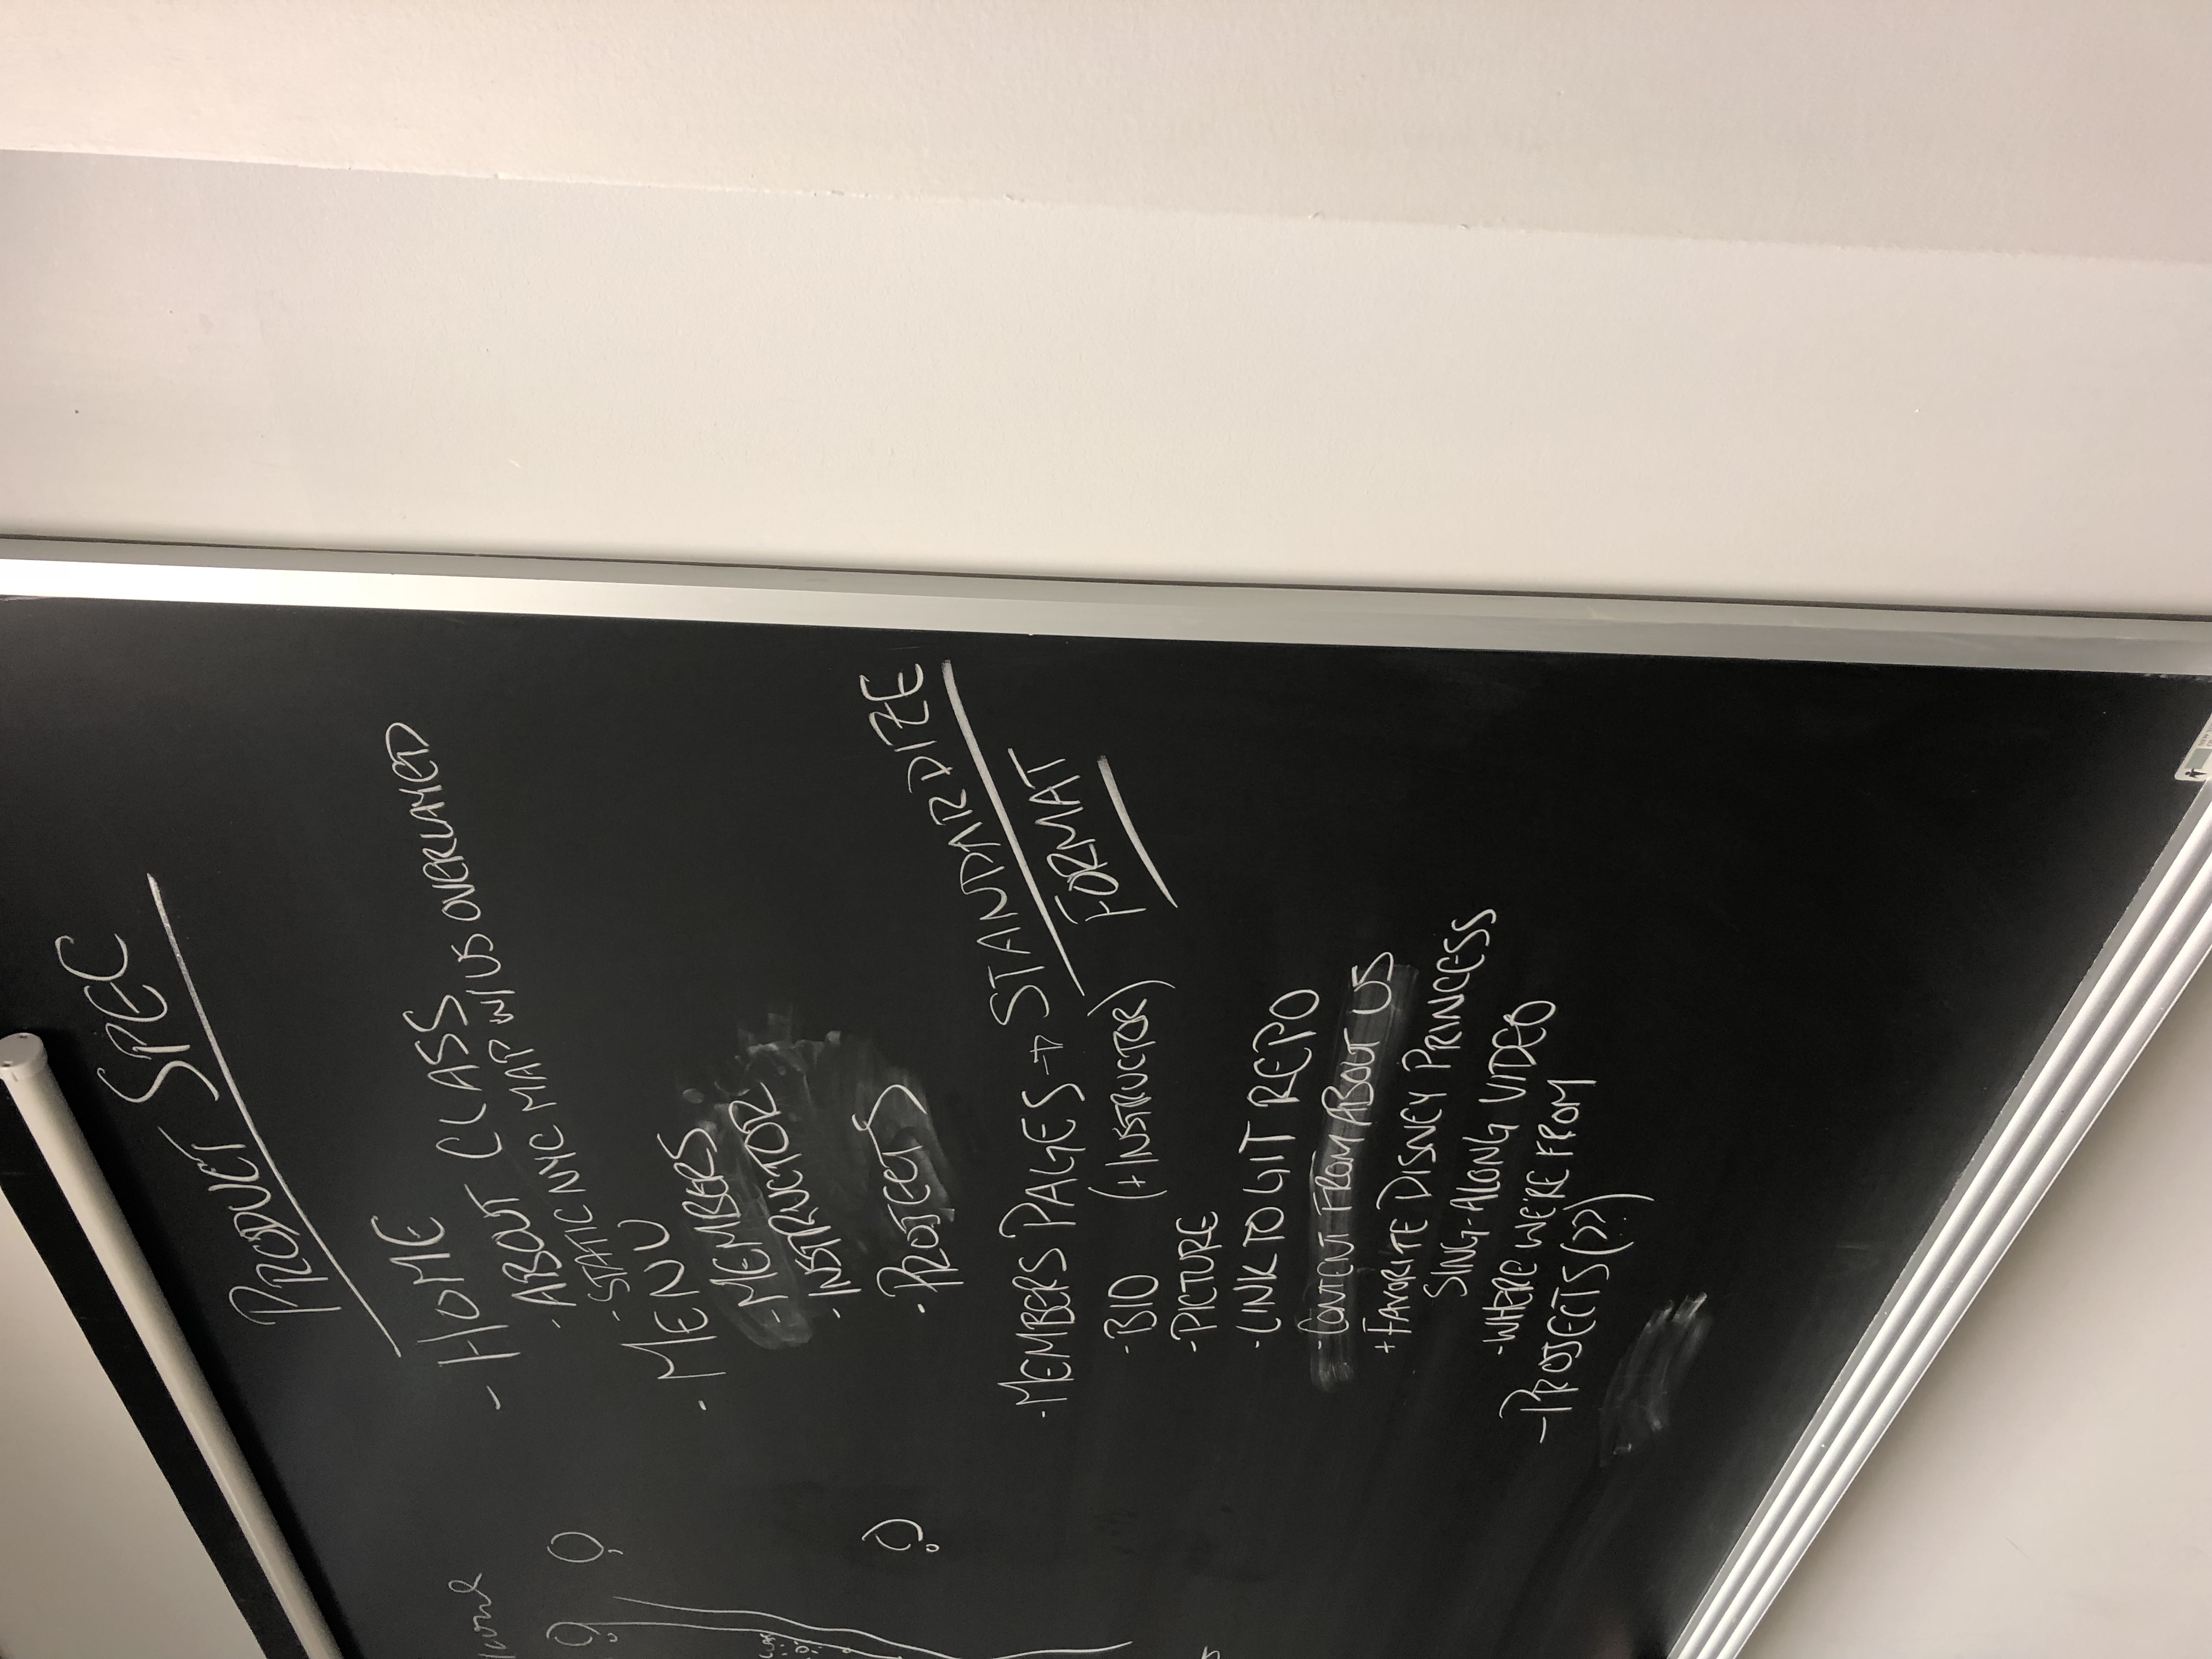 PRODUCT SPEC
- HOME
- ABOUT CLASS
- STATIC NYC MAP W/ US OVERLAYED
- MENU
- MEMBERS
- INSTRUCTOR
- PROJECTS
- MEMBERS PAGES → STANDARDIZE
FORMAT
- BIO (+ INSTRUCTOR)
- PICTURE
- LINK TO GIT REPO
- CONTENT FROM ABOUT US
+ FAVORITE DISNEY PRINCESS
SING-ALONG VIDEO
- WHERE WE'RE FROM
- PROJECTS (??)